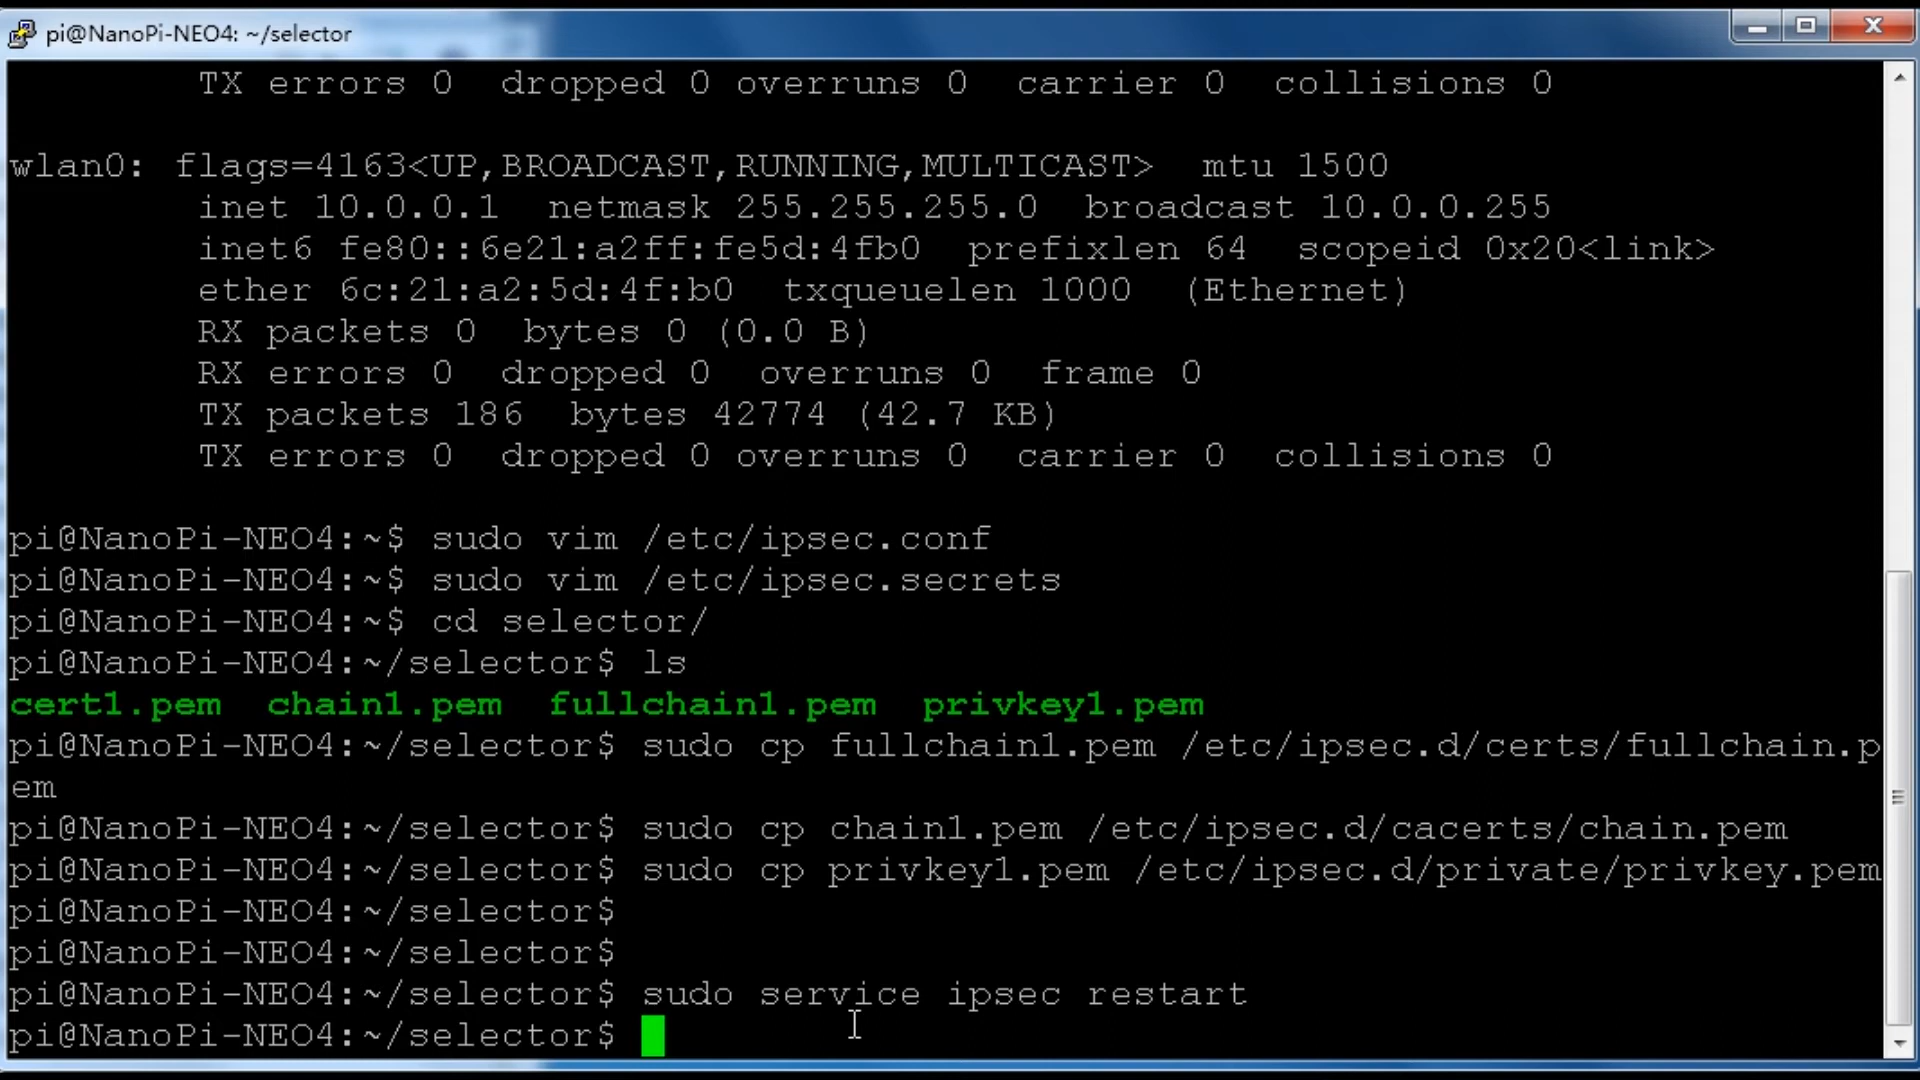 pi@NanoPi-NEO4: ~/selector
TX errors 0  dropped 0 overruns 0  carrier 0  collisions 0
wlan0: flags=4163<UP,BROADCAST,RUNNING,MULTICAST>  mtu 1500
inet 10.0.0.1  netmask 255.255.255.0  broadcast 10.0.0.255
inet6 fe80::6e21:a2ff:fe5d:4fb0  prefixlen 64  scopeid 0x20<link>
ether 6c:21:a2:5d:4f:b0  txqueuelen 1000  (Ethernet)
RX packets 0  bytes 0 (0.0 B)
RX errors 0  dropped 0  overruns 0  frame 0
TX packets 186  bytes 42774 (42.7 KB)
TX errors 0  dropped 0 overruns 0  carrier 0  collisions 0
pi@NanoPi-NEO4:~$ sudo vim /etc/ipsec.conf
pi@NanoPi-NEO4:~$ sudo vim /etc/ipsec.secrets
pi@NanoPi-NEO4:~$ cd selector/
pi@NanoPi-NEO4:~/selector$ ls
cert1.pem  chain1.pem  fullchain1.pem  privkey1.pem
pi@NanoPi-NEO4:~/selector$ sudo cp fullchain1.pem /etc/ipsec.d/certs/fullchain.p
em
pi@NanoPi-NEO4:~/selector$ sudo cp chain1.pem /etc/ipsec.d/cacerts/chain.pem
pi@NanoPi-NEO4:~/selector$ sudo cp privkey1.pem /etc/ipsec.d/private/privkey.pem
pi@NanoPi-NEO4:~/selector$
pi@NanoPi-NEO4:~/selector$
pi@NanoPi-NEO4:~/selector$ sudo service ipsec restart
pi@NanoPi-NEO4:~/selector$